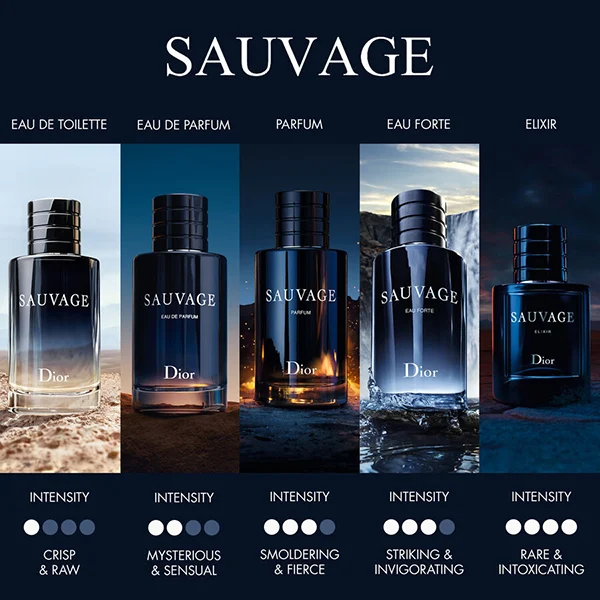 SAUVAGE
EAU DE TOILETTE
EAU DE PARFUM
PARFUM
EAU FORTE
ELIXIR
SAUVAGE
Dior
SAUVAGE
EAU DE PARFUM
Dior
SAUVAGE
PARFUM
Dior
SAUVAGE
EAU FORTE
Dior
SAUVAGE
ELIXIR
Dior
INTENSITY
CRISP
& RAW
INTENSITY
MYSTERIOUS
& SENSUAL
INTENSITY
SMOLDERING
& FIERCE
INTENSITY
STRIKING &
INVIGORATING
INTENSITY
RARE &
INTOXICATING